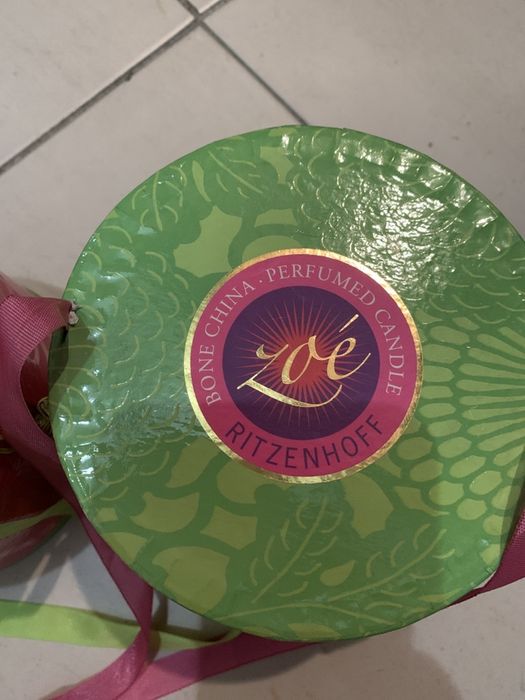 BONE CHINA · PERFUMED CANDLE
zoé
RITZENHOFF